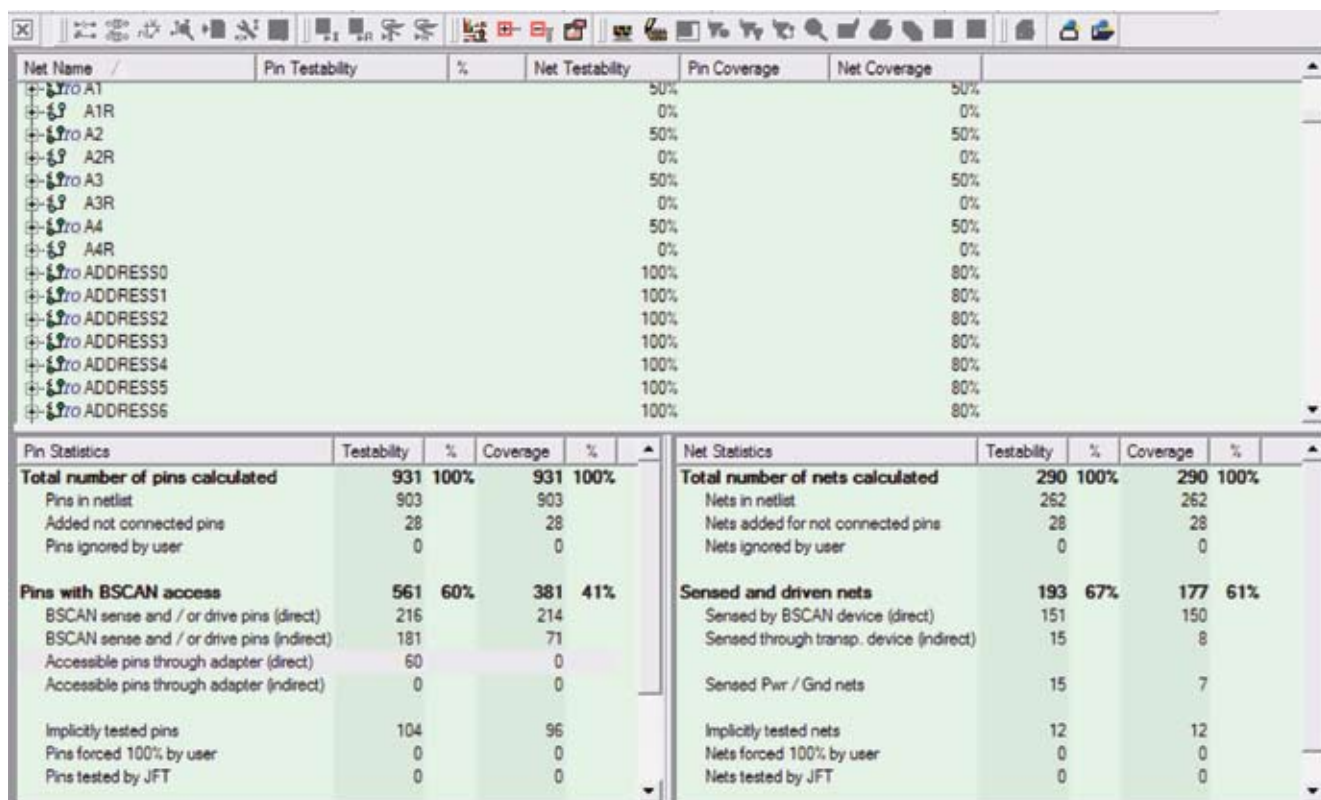 Net Name / Pin Testability % Net Testability Pin Coverage Net Coverage
A1 50% 50%
A1R 0% 0%
A2 50% 50%
A2R 0% 0%
A3 50% 50%
A3R 0% 0%
A4 50% 50%
A4R 0% 0%
ADDRESS0 100% 80%
ADDRESS1 100% 80%
ADDRESS2 100% 80%
ADDRESS3 100% 80%
ADDRESS4 100% 80%
ADDRESS5 100% 80%
ADDRESS6 100% 80%
Pin Statistics Testability % Coverage %
Total number of pins calculated 931 100% 931 100%
Pins in netlist 903 903
Added not connected pins 28 28
Pins ignored by user 0 0
Pins with BSCAN access 561 60% 381 41%
BSCAN sense and / or drive pins (direct) 216 214
BSCAN sense and / or drive pins (indirect) 181 71
Accessible pins through adapter (direct) 60 0
Accessible pins through adapter (indirect) 0 0
Implicitly tested pins 104 96
Pins forced 100% by user 0 0
Pins tested by JFT 0 0
Net Statistics Testability % Coverage %
Total number of nets calculated 290 100% 290 100%
Nets in netlist 262 262
Nets added for not connected pins 28 28
Nets ignored by user 0 0
Sensed and driven nets 193 67% 177 61%
Sensed by BSCAN device (direct) 151 150
Sensed through transp. device (indirect) 15 8
Sensed Pwr / Gnd nets 15 7
Implicitly tested nets 12 12
Nets forced 100% by user 0 0
Nets tested by JFT 0 0